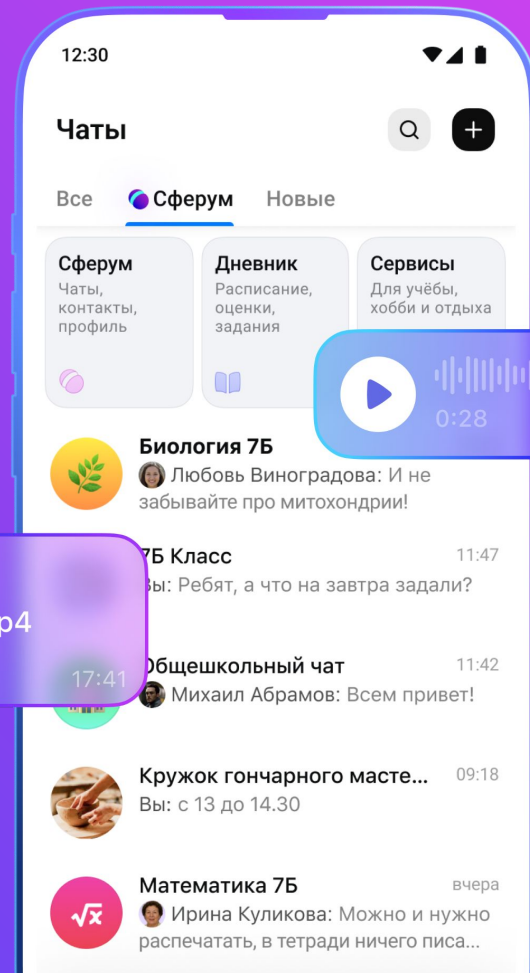 12:30
Чаты
Все Сферум Новые
Сферум
Чаты,
контакты,
профиль
Дневник
Расписание,
оценки,
задания
Сервисы
Для учёбы,
хобби и отдыха
0:28
Биология 7Б
Любовь Виноградова: И не
забывайте про митохондрии!
7Б Класс 11:47
Вы: Ребят, а что на завтра задали?
p4
17:41
Общешкольный чат 11:42
Михаил Абрамов: Всем привет!
Кружок гончарного масте... 09:18
Вы: с 13 до 14.30
√x
Математика 7Б вчера
Ирина Куликова: Можно и нужно
распечатать, в тетради ничего писа...